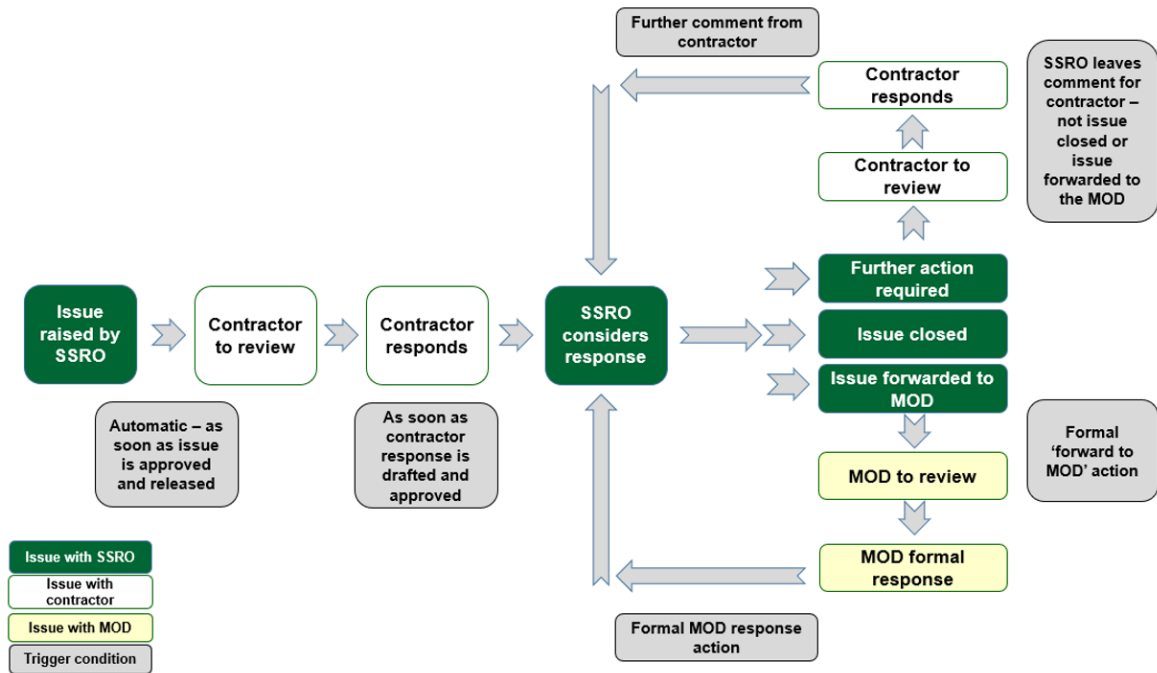 Further comment from
contractor
Contractor
responds
SSRO leaves
comment for
contractor –
not issue
closed or
issue
forwarded to
the MOD
Contractor to
review
Further action
required
Issue
raised by
SSRO
Contractor
to review
Contractor
responds
SSRO
considers
response
Issue closed
Issue forwarded to
MOD
Automatic – as
soon as issue
is approved
and released
As soon as
contractor
response is
drafted and
approved
Formal
‘forward to
MOD’ action
MOD to review
MOD formal
response
Formal MOD response
action
Issue with SSRO
Issue with
contractor
Issue with MOD
Trigger condition